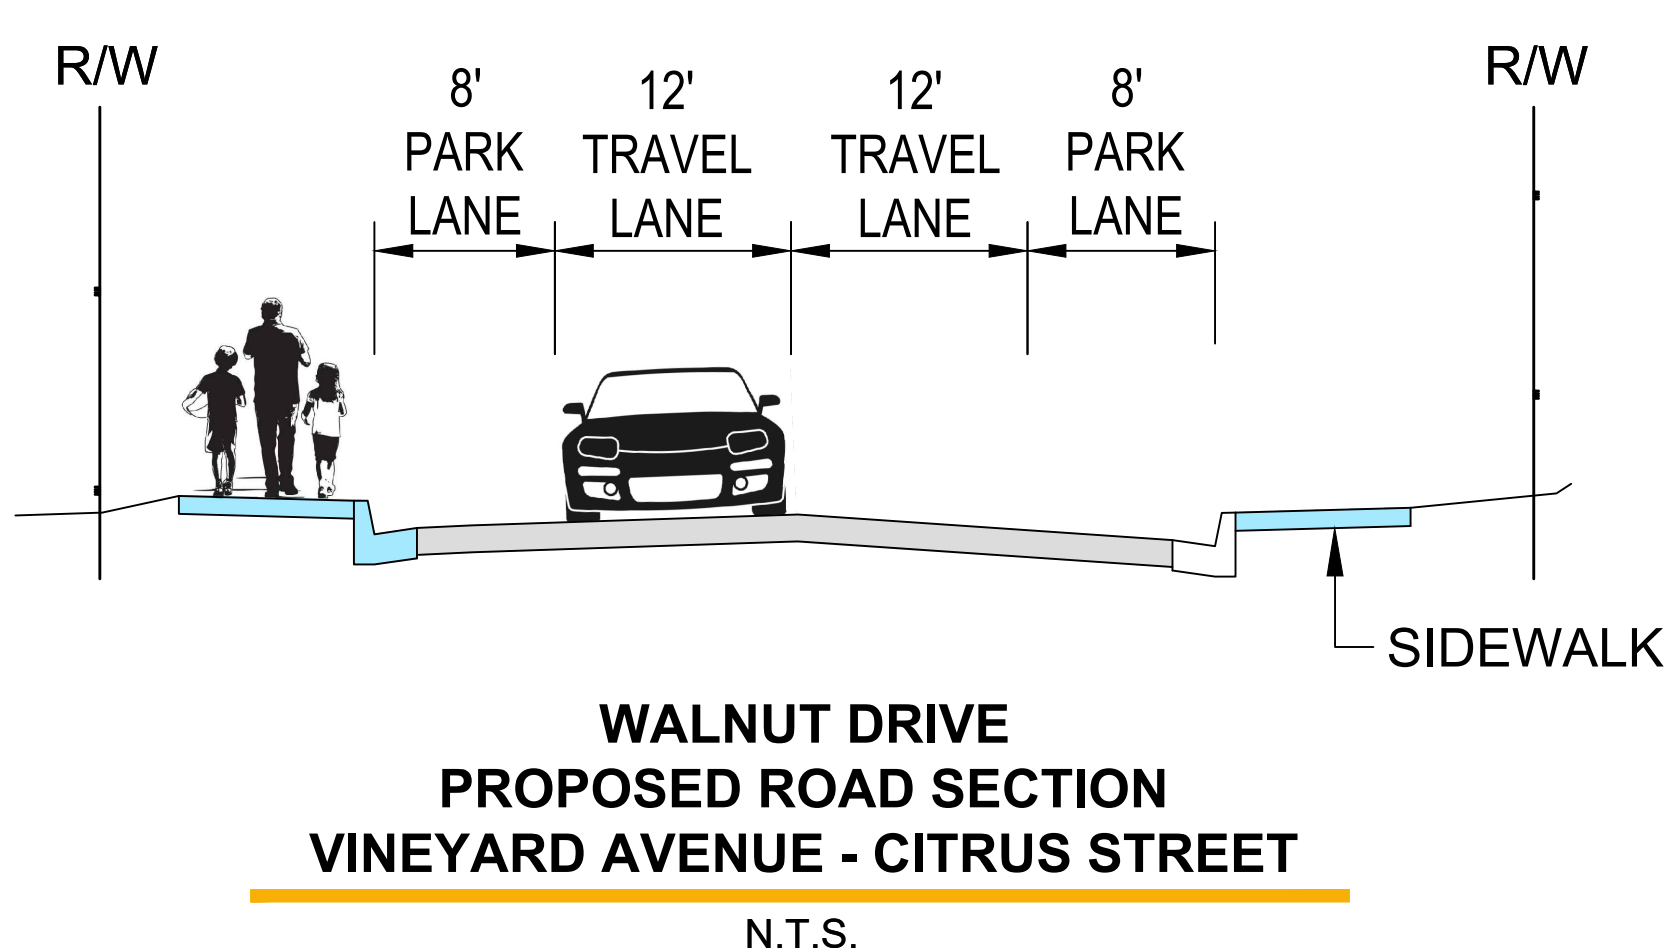 R/W
R/W
8'
PARK
LANE
12'
TRAVEL
LANE
12'
TRAVEL
LANE
8'
PARK
LANE
SIDEWALK
WALNUT DRIVE
PROPOSED ROAD SECTION
VINEYARD AVENUE - CITRUS STREET
N.T.S.